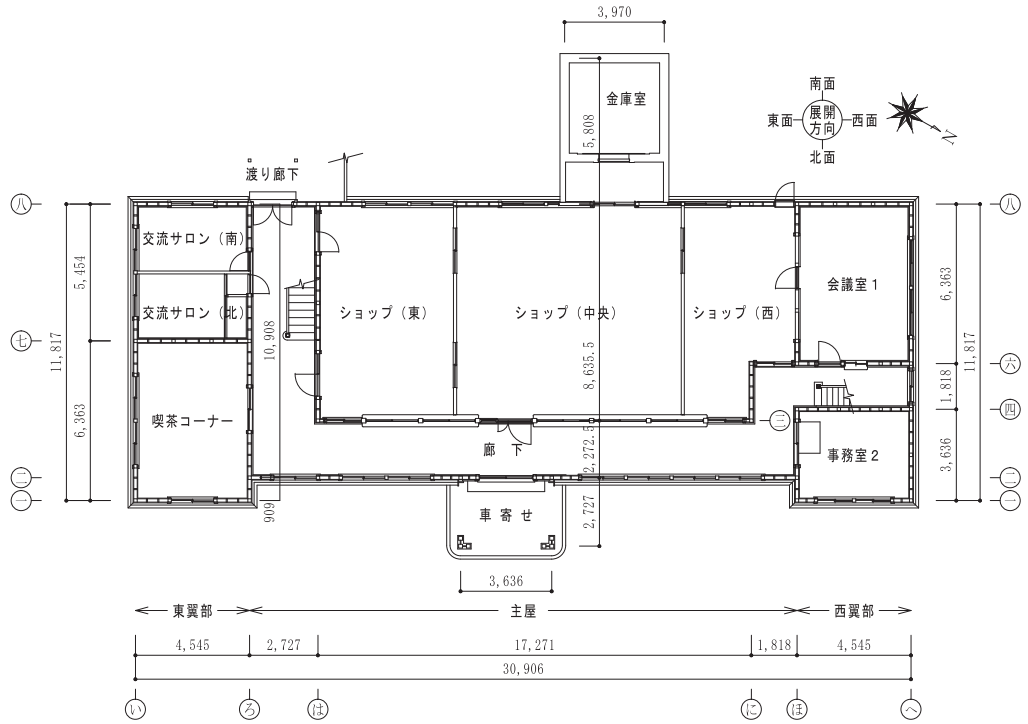 3,970
金庫室
5,808
南面
東面
展開
方向
西面
北面
N
渡り廊下
八
八
交流サロン（南）
交流サロン（北）
5,454
11,817
七
6,363
喫茶コーナー
二
一
10,908
909
ショップ（東）
ショップ（中央）
ショップ（西）
8,635.5
会議室１
6,363
11,817
六
1,818
四
三
廊 下
2,272.5
事務室２
3,636
二
一
車 寄 せ
2,727
3,636
東翼部
主屋
西翼部
4,545
2,727
17,271
1,818
4,545
30,906
い
ろ
は
に
ほ
へ